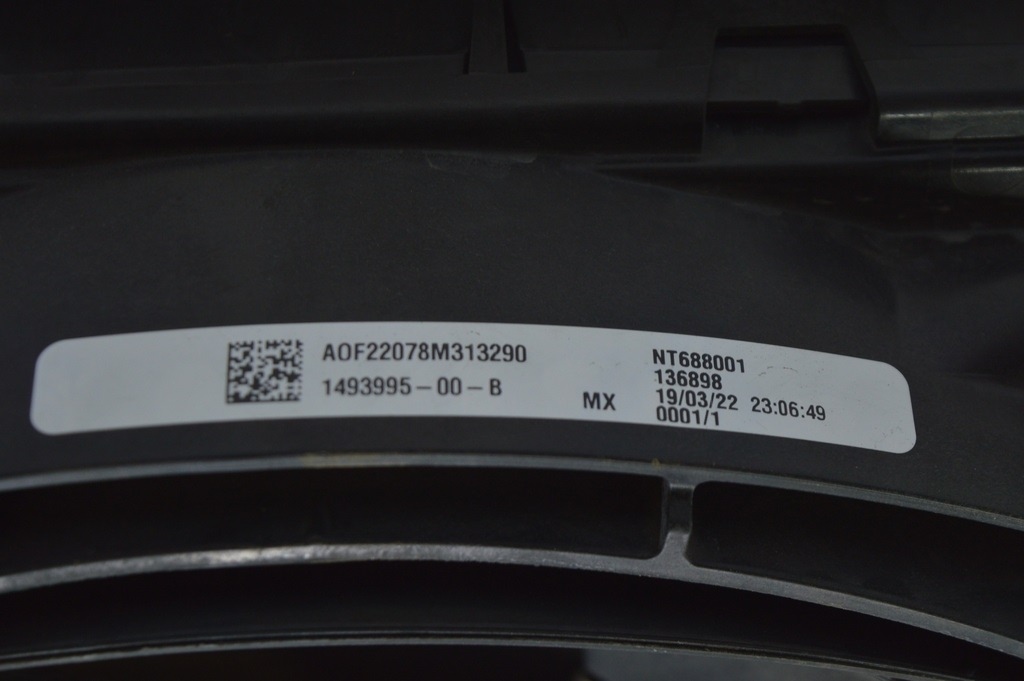 AOF22078M313290
1493995-00-B
MX
NT688001
136898
19/03/22 23:06:49
0001/1